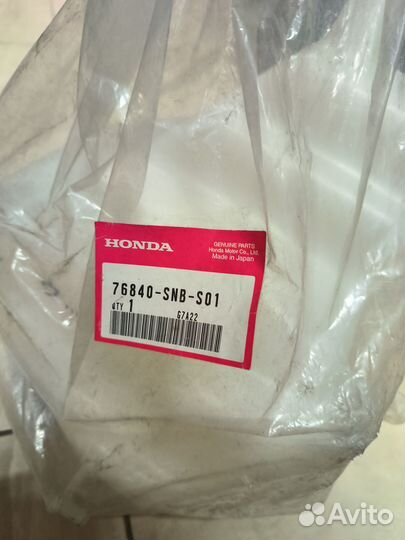 HONDA
GENUINE PARTS
Honda Motor Co., Ltd.
Made in Japan
76840-SNB-S01
QTY 1
G7A22
Avito